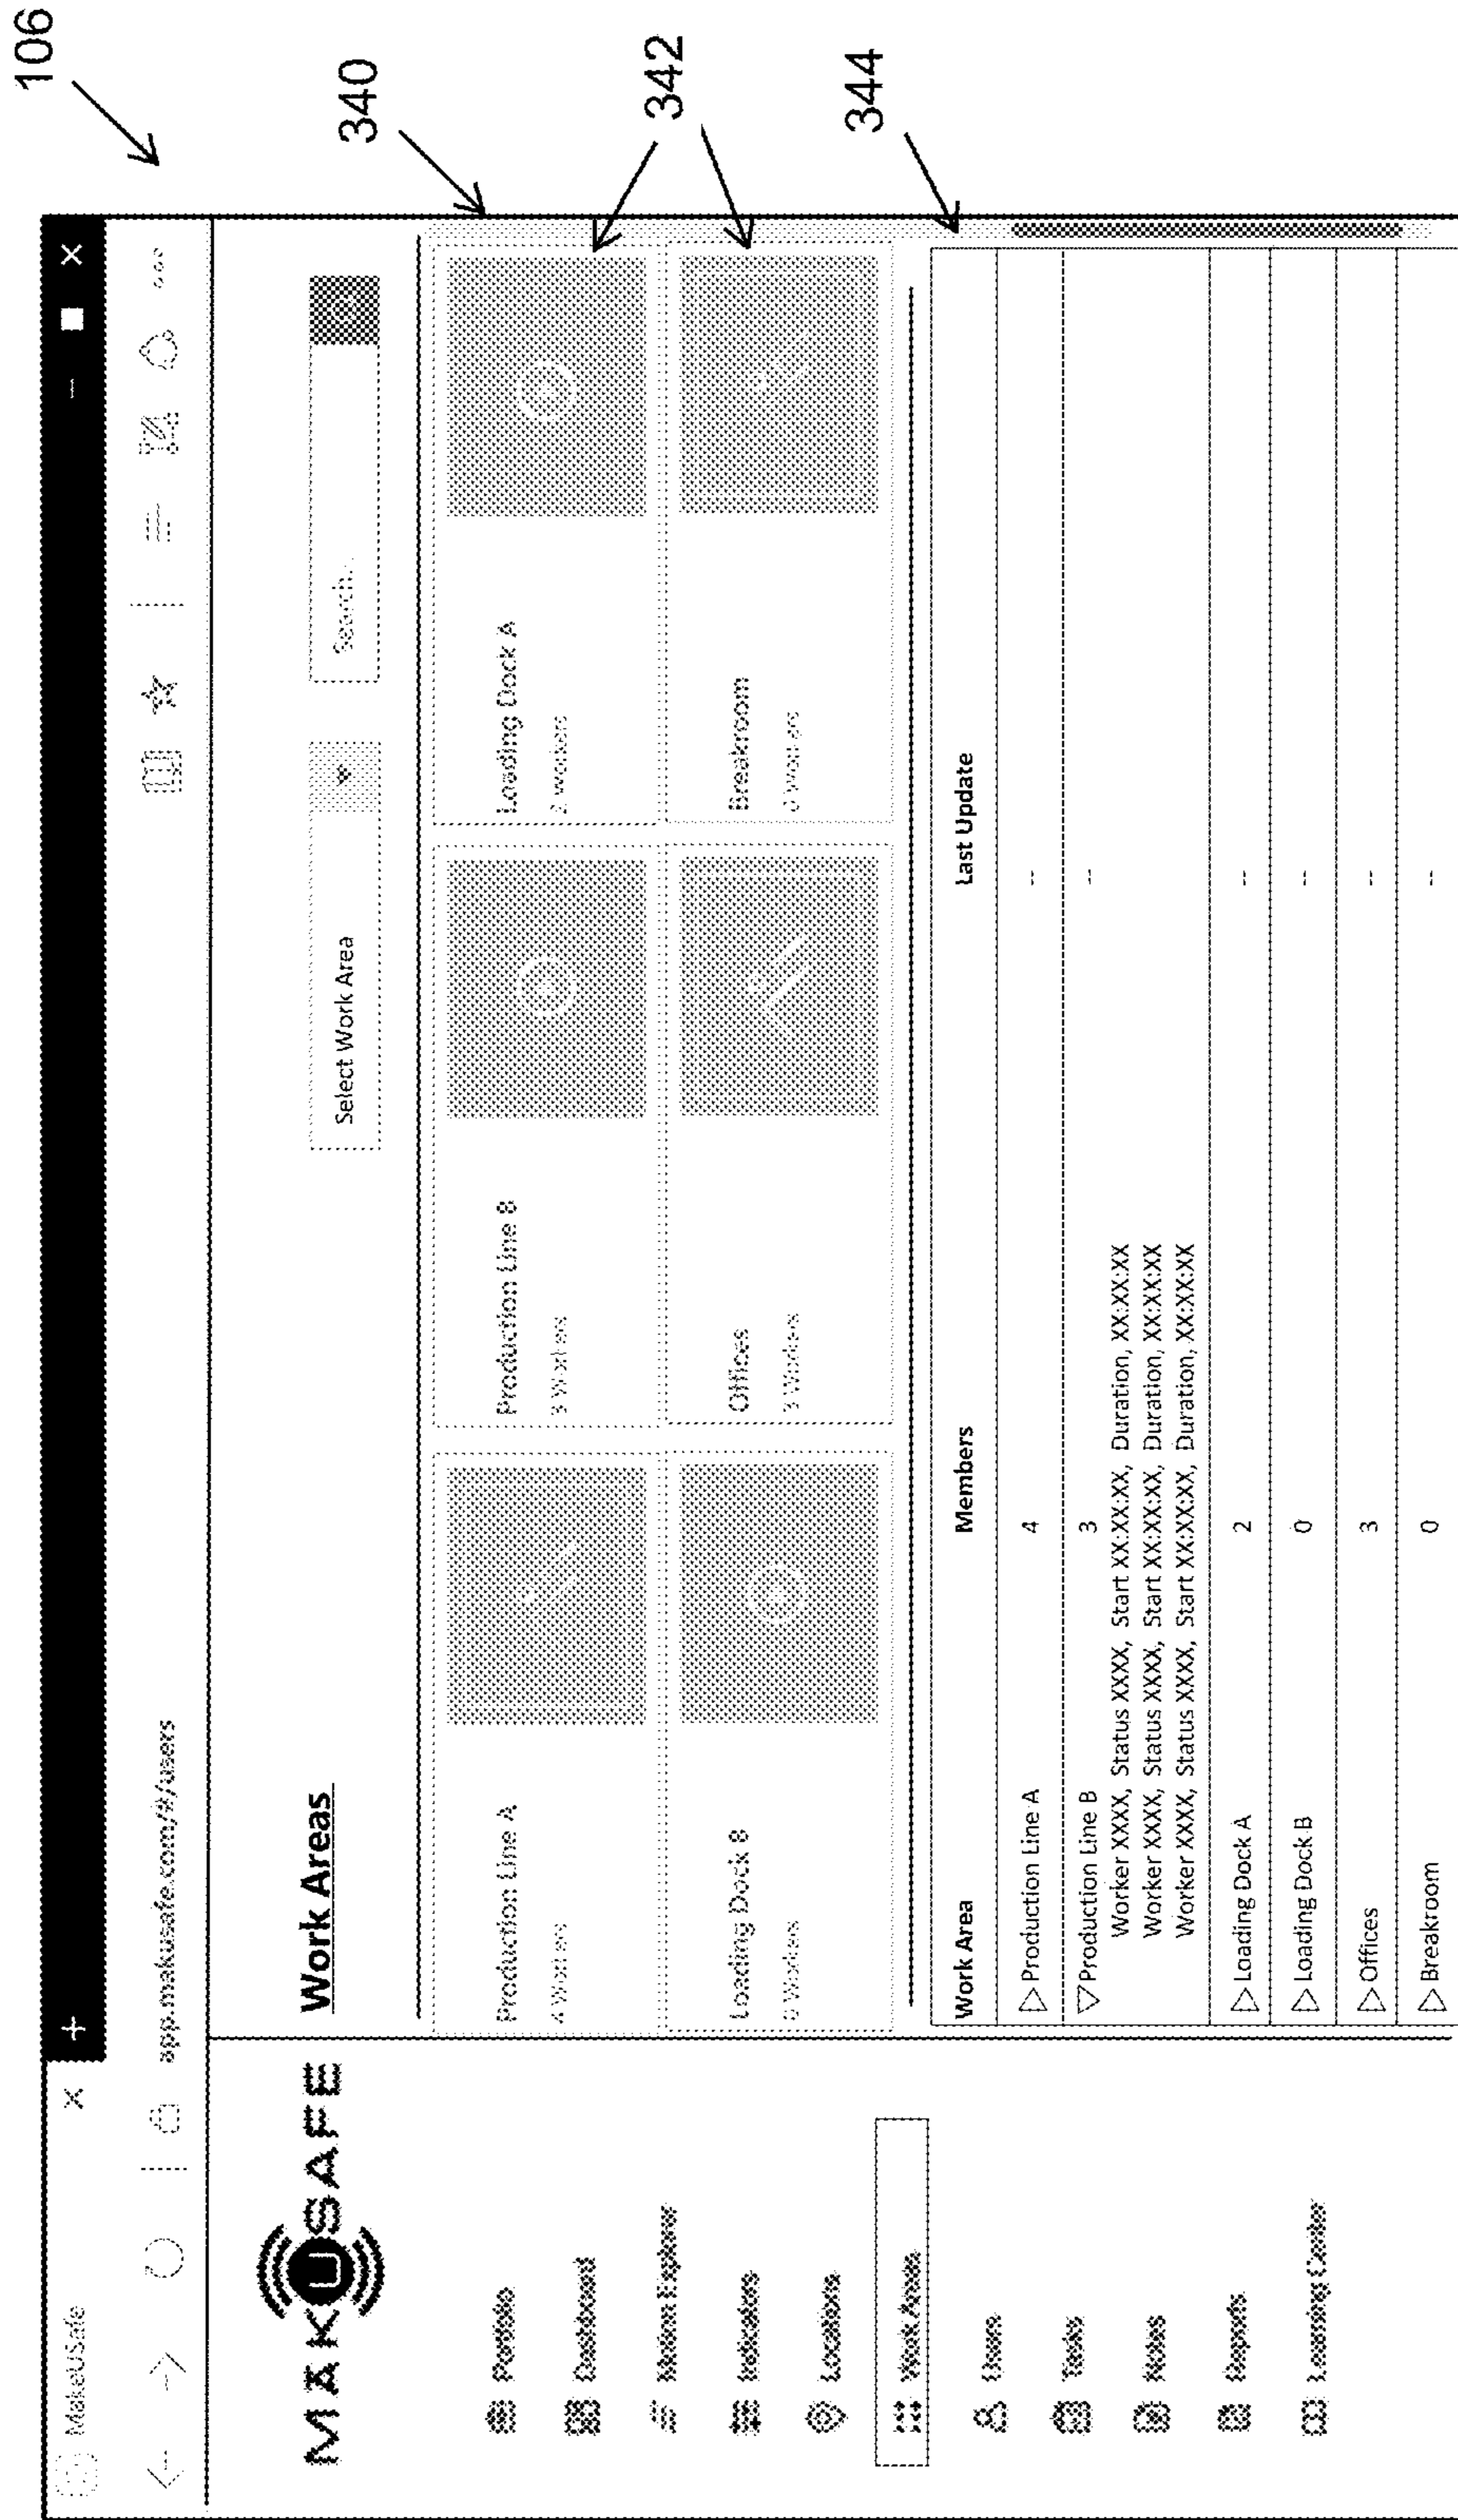 106
340
342
344
MakeUSafe
app.makusafe.com/#/users
MAKUSAFE
Portfolio
Dashboard
Motion Explorer
Indicators
Locations
Work Areas
Users
Tasks
Notes
Reports
Learning Center
Work Areas
Select Work Area
Search...
Production Line A
4 Workers
Production Line B
3 Workers
Loading Dock A
2 workers
Loading Dock B
0 Workers
Offices
3 Workers
Breakroom
0 Workers
Work Area Members Last Update
Production Line A 4 --
Production Line B 3 --
Worker XXXX, Status XXXX, Start XX:XX:XX, Duration, XX:XX:XX
Worker XXXX, Status XXXX, Start XX:XX:XX, Duration, XX:XX:XX
Worker XXXX, Status XXXX, Start XX:XX:XX, Duration, XX:XX:XX
Loading Dock A 2 --
Loading Dock B 0 --
Offices 3 --
Breakroom 0 --